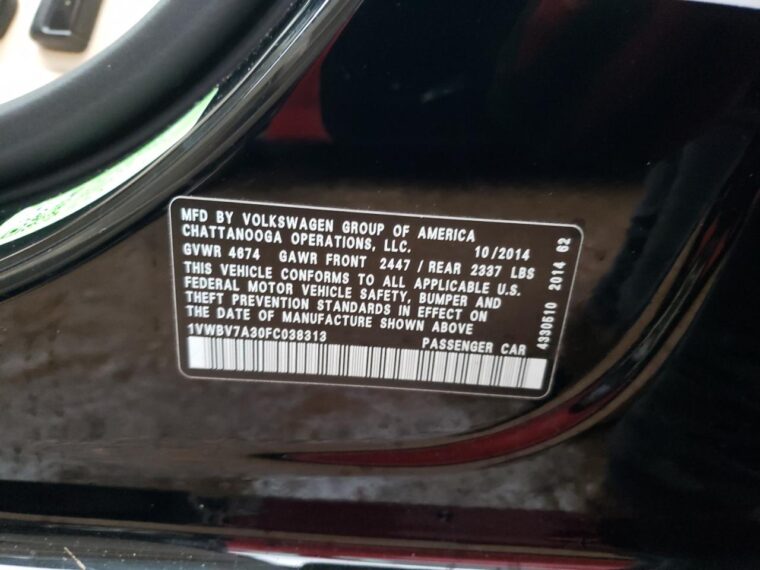 MFD BY VOLKSWAGEN GROUP OF AMERICA
CHATTANOOGA OPERATIONS, LLC. 10/2014
GVWR 4674 GAWR FRONT 2447 / REAR 2337 LBS
THIS VEHICLE CONFORMS TO ALL APPLICABLE U.S.
FEDERAL MOTOR VEHICLE SAFETY, BUMPER AND
THEFT PREVENTION STANDARDS IN EFFECT ON
THE DATE OF MANUFACTURE SHOWN ABOVE
1VWBV7A30FC038313 PASSENGER CAR
4330510 2014 62